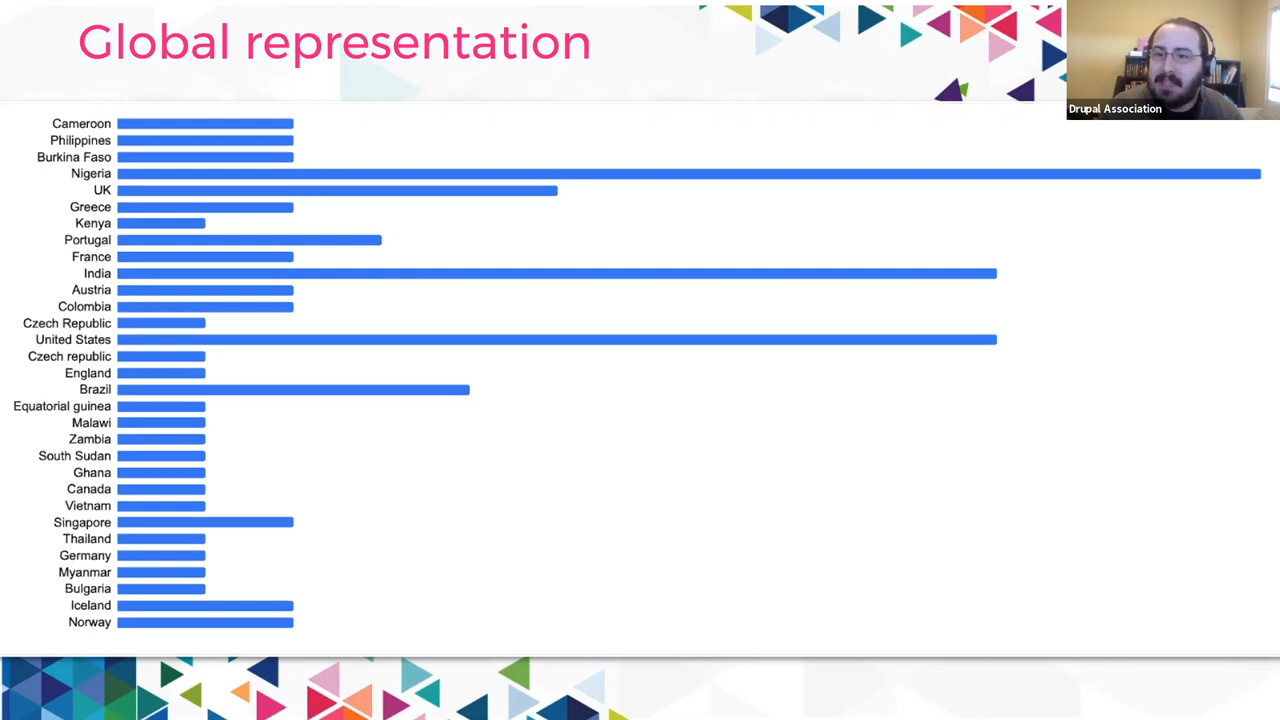 Global representation
Drupal Association
Cameroon
Philippines
Burkina Faso
Nigeria
UK
Greece
Kenya
Portugal
France
India
Austria
Colombia
Czech Republic
United States
Czech republic
England
Brazil
Equatorial guinea
Malawi
Zambia
South Sudan
Ghana
Canada
Vietnam
Singapore
Thailand
Germany
Myanmar
Bulgaria
Iceland
Norway